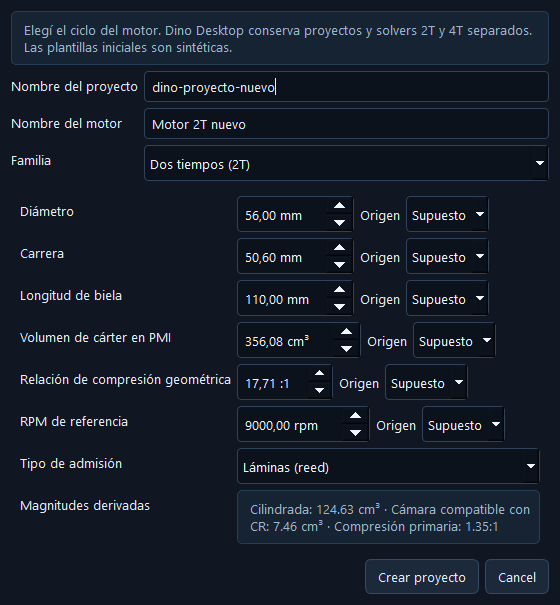 Elegí el ciclo del motor. Dino Desktop conserva proyectos y solvers 2T y 4T separados.
Las plantillas iniciales son sintéticas.
Nombre del proyecto dino-proyecto-nuevo
Nombre del motor Motor 2T nuevo
Familia Dos tiempos (2T)
Diámetro 56,00 mm Origen Supuesto
Carrera 50,60 mm Origen Supuesto
Longitud de biela 110,00 mm Origen Supuesto
Volumen de cárter en PMI 356,08 cm³ Origen Supuesto
Relación de compresión geométrica 17,71 :1 Origen Supuesto
RPM de referencia 9000,00 rpm Origen Supuesto
Tipo de admisión Láminas (reed)
Magnitudes derivadas Cilindrada: 124.63 cm³ · Cámara compatible con
CR: 7.46 cm³ · Compresión primaria: 1.35:1
Crear proyecto Cancel